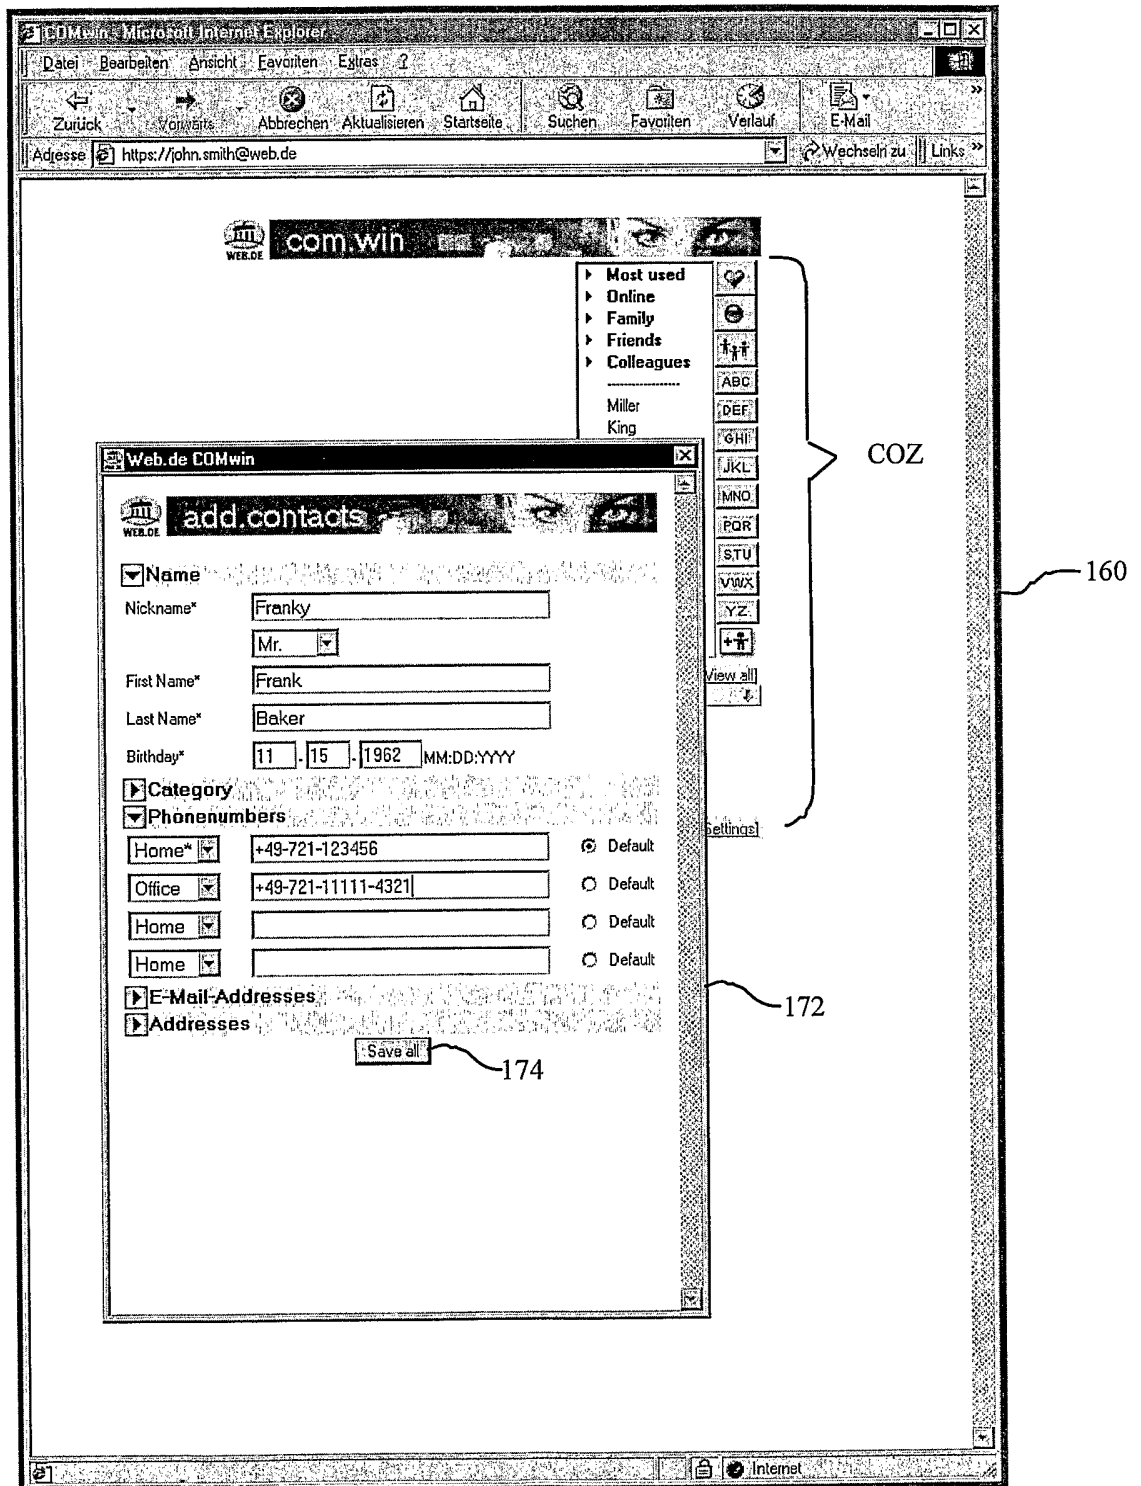 COMwin - Microsoft Internet Explorer
Datei Bearbeiten Ansicht Favoriten Extras ?
Zurück Vorwärts Abbrechen Aktualisieren Startseite Suchen Favoriten Verlauf E-Mail »
Adresse https://john.smith@web.de Wechseln zu Links »
WEB.DE com.win
Most used
Online
Family
Friends
Colleagues
----------------
Miller
King
ABC
DEF
GHI
JKL
MNO
PQR
STU
VWX
YZ
View all]
Settings]
COZ
160
Web.de COMwin
WEB.DE add.contacts
Name
Nickname* Franky
Mr.
First Name* Frank
Last Name* Baker
Birthday* 11 - 15 - 1962 MM:DD:YYYY
Category
Phonenumbers
Home* +49-721-123456 Default
Office +49-721-11111-4321 Default
Home Default
Home Default
E-Mail-Addresses
Addresses
Save all
172
174
Internet